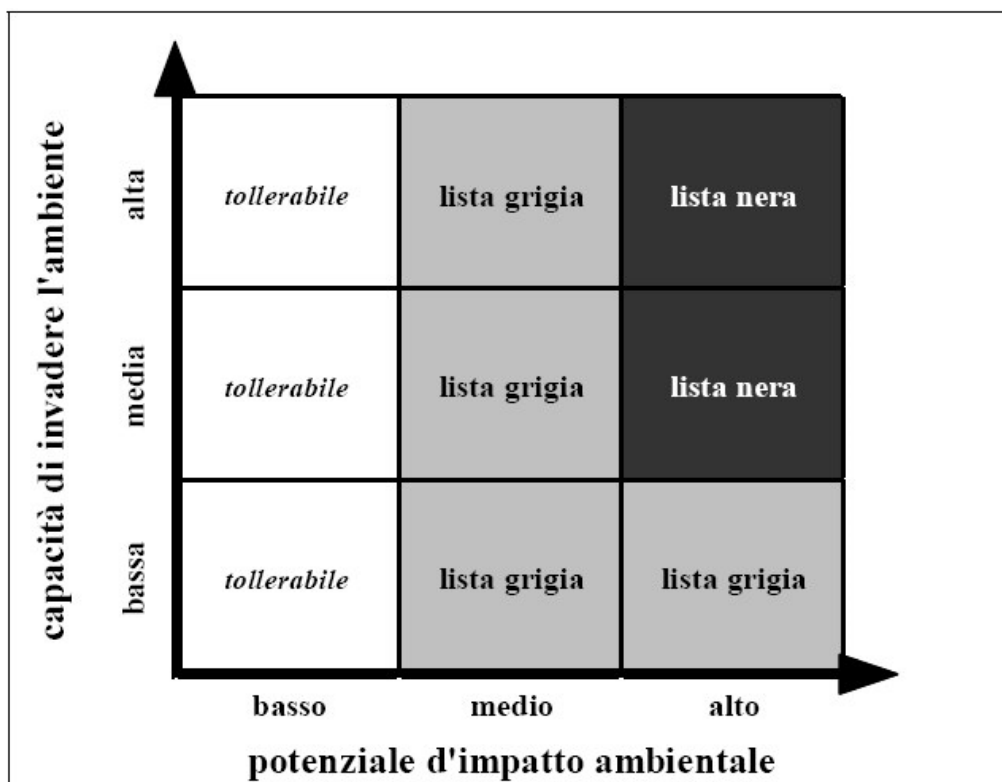 capacità di invadere l'ambiente
alta
tollerabile
lista grigia
lista nera
media
tollerabile
lista grigia
lista nera
bassa
tollerabile
lista grigia
lista grigia
basso
medio
alto
potenziale d'impatto ambientale